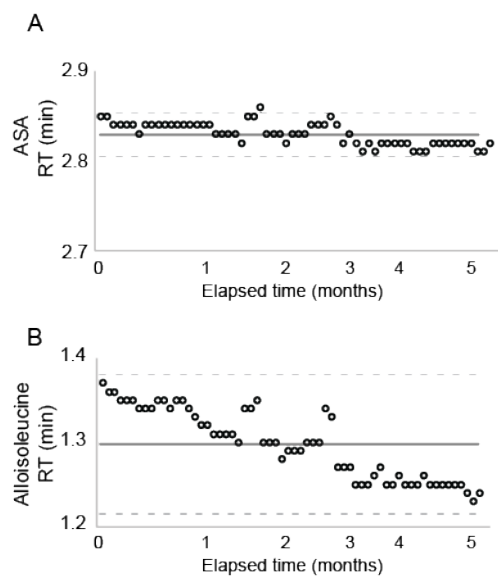 A
2.9
2.8
2.7
ASA
RT (min)
0 1 2 3 4 5
Elapsed time (months)
B
1.4
1.3
1.2
Alloisoleucine
RT (min)
0 1 2 3 4 5
Elapsed time (months)